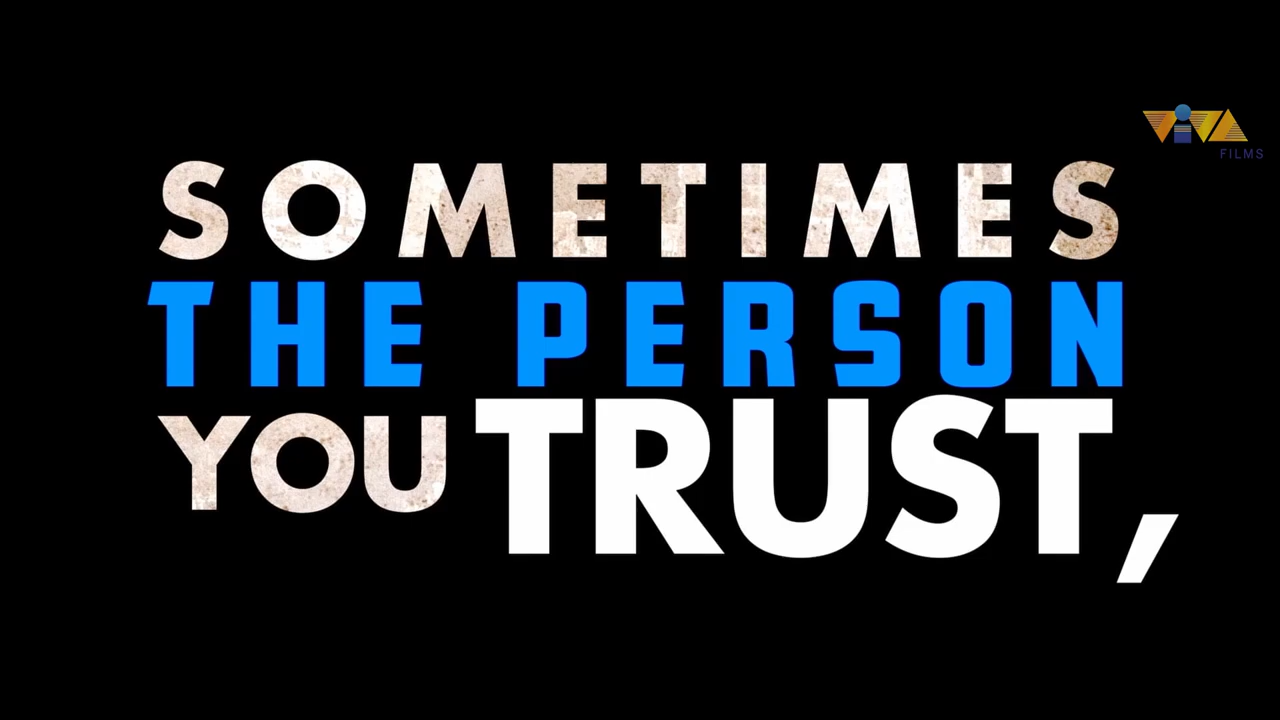 VIVA
FILMS
SOMETIMES
THE PERSON
YOU TRUST,